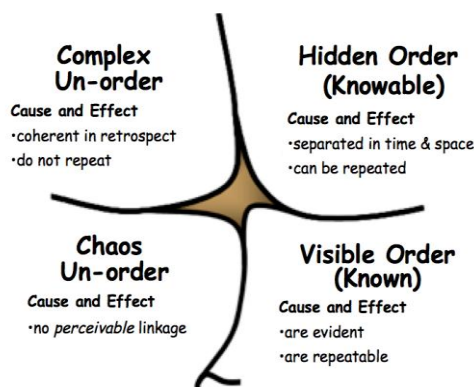 Complex
Un-order
Cause and Effect
•coherent in retrospect
•do not repeat
Hidden Order
(Knowable)
Cause and Effect
•separated in time & space
•can be repeated
Chaos
Un-order
Cause and Effect
•no perceivable linkage
Visible Order
(Known)
Cause and Effect
•are evident
•are repeatable